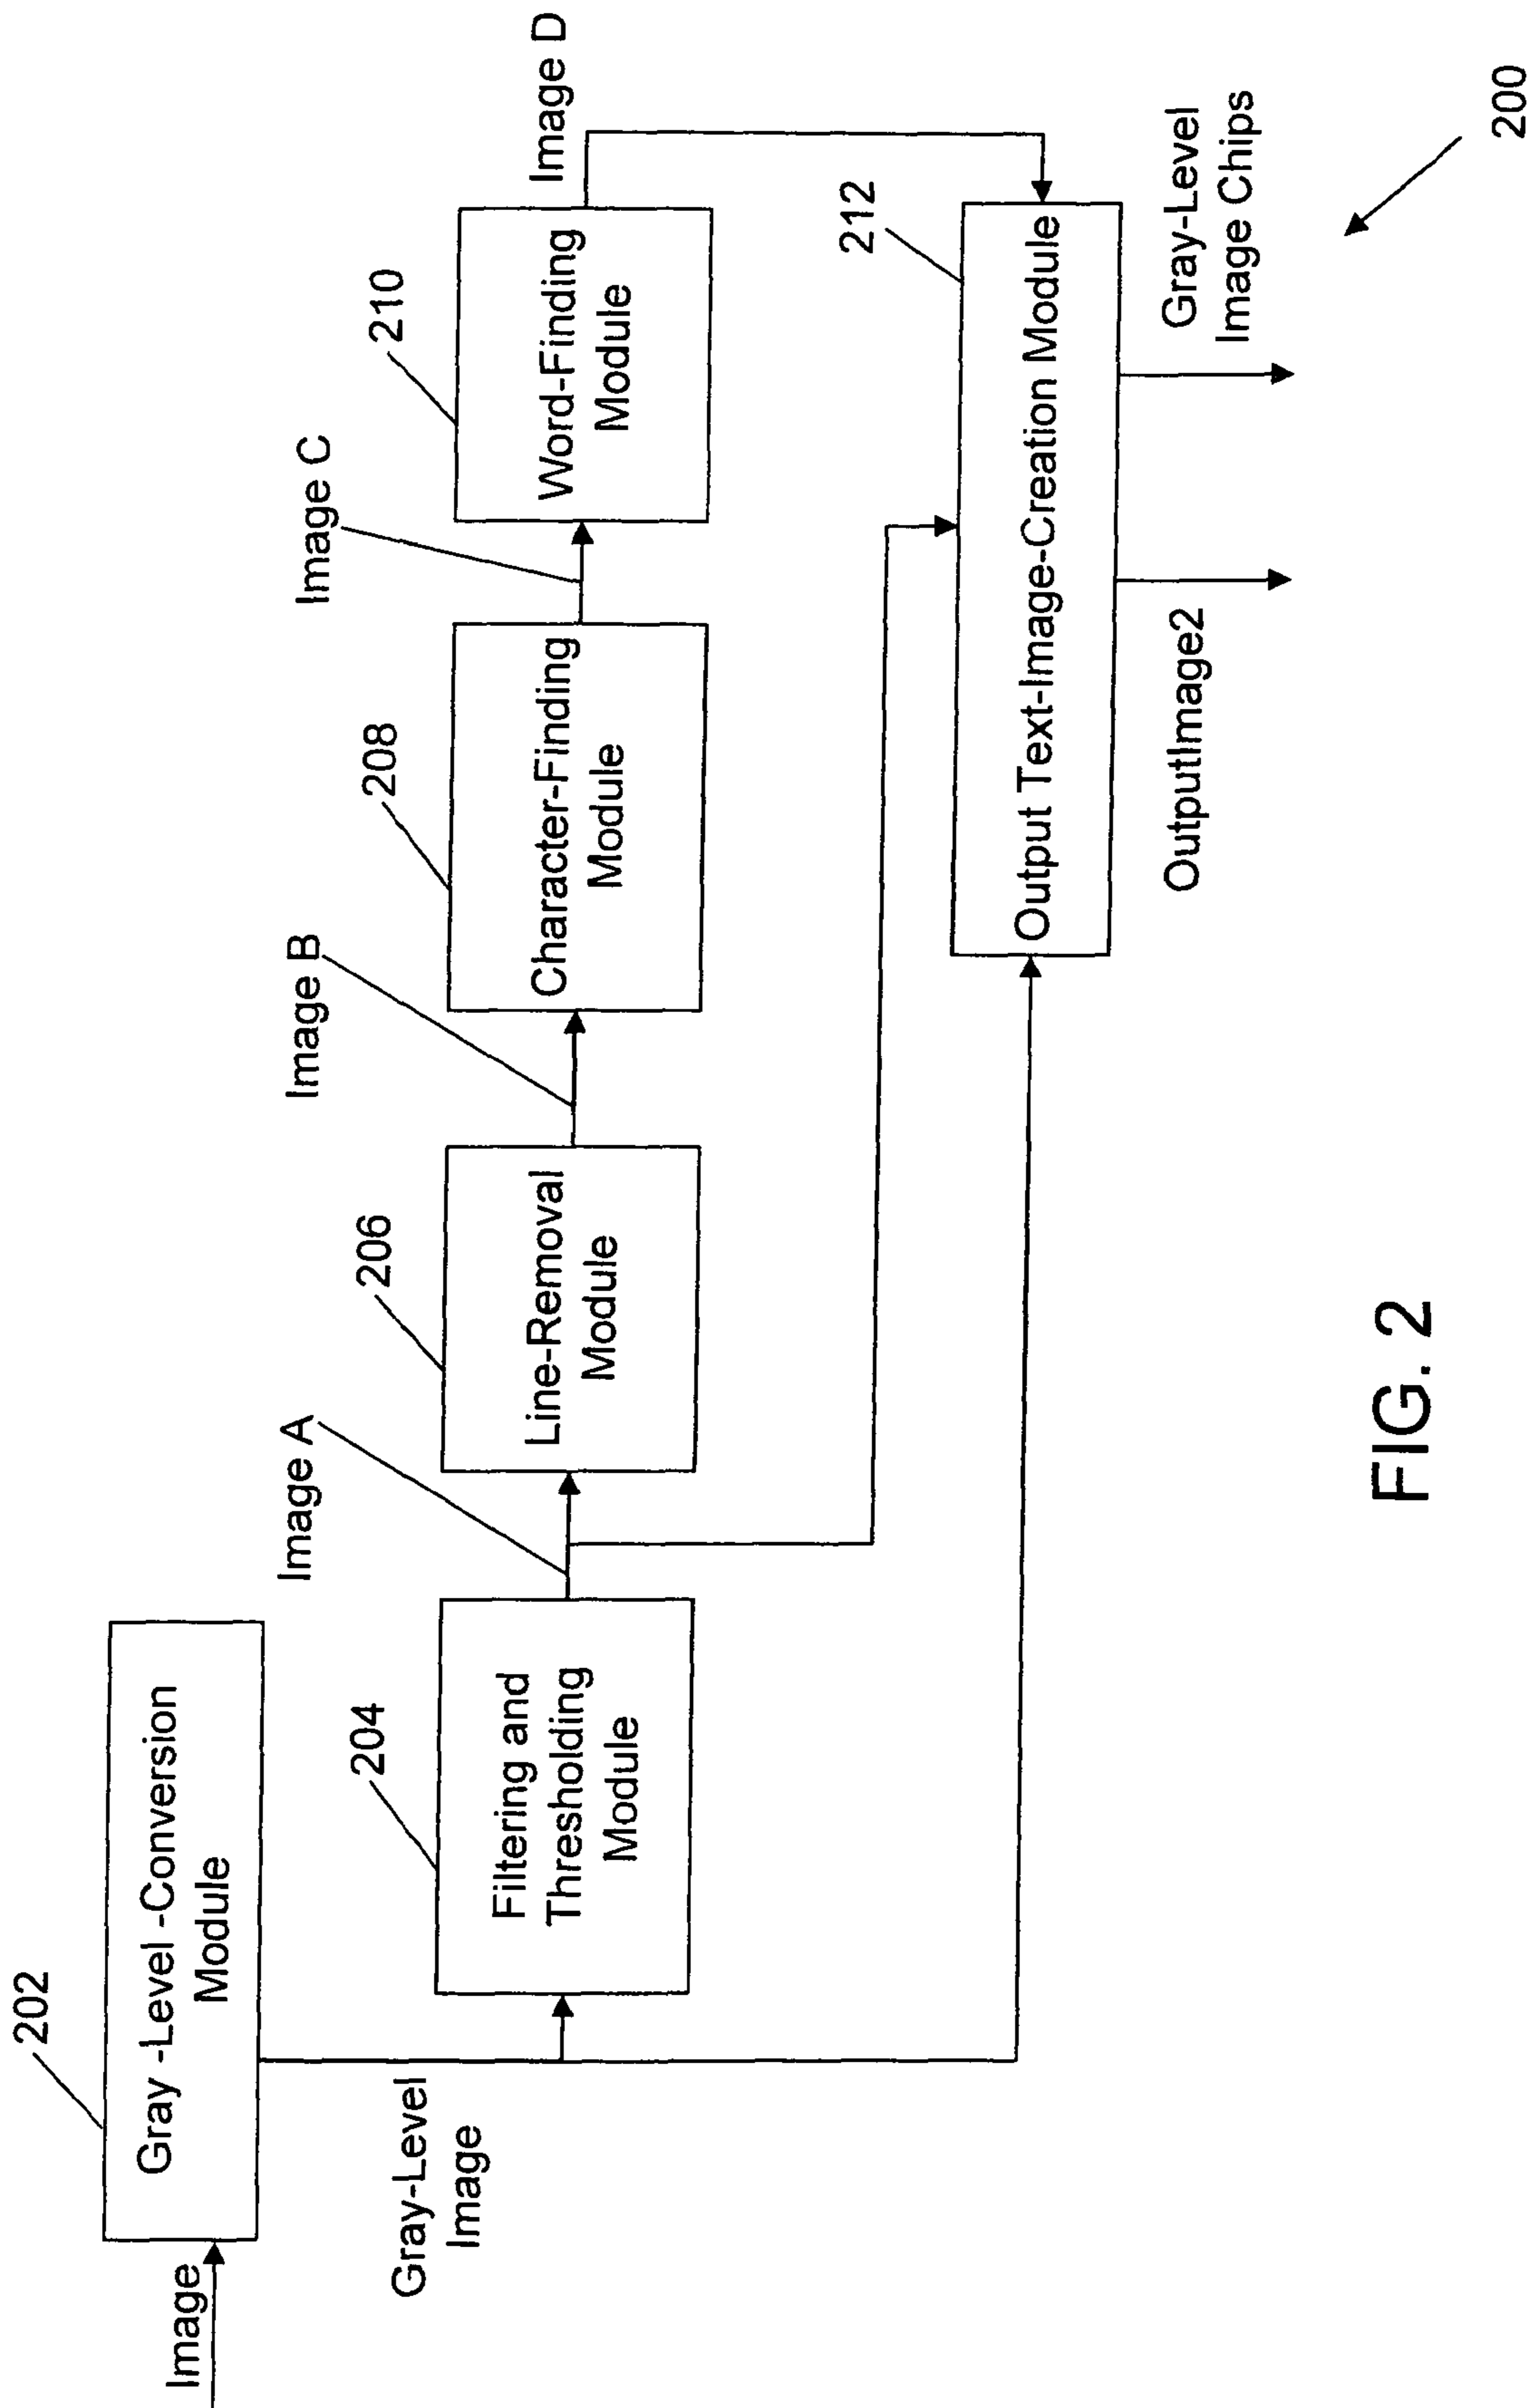 202
Gray -Level -Conversion
Module
Image
Gray-Level
Image
204
Filtering and
Thresholding
Module
Image A
206
Line-Removal
Module
Image B
208
Character-Finding
Module
Image C
210
Word-Finding
Module
Image D
212
Output Text-Image-Creation Module
OutputImage2
Gray-Level
Image Chips
200
FIG. 2